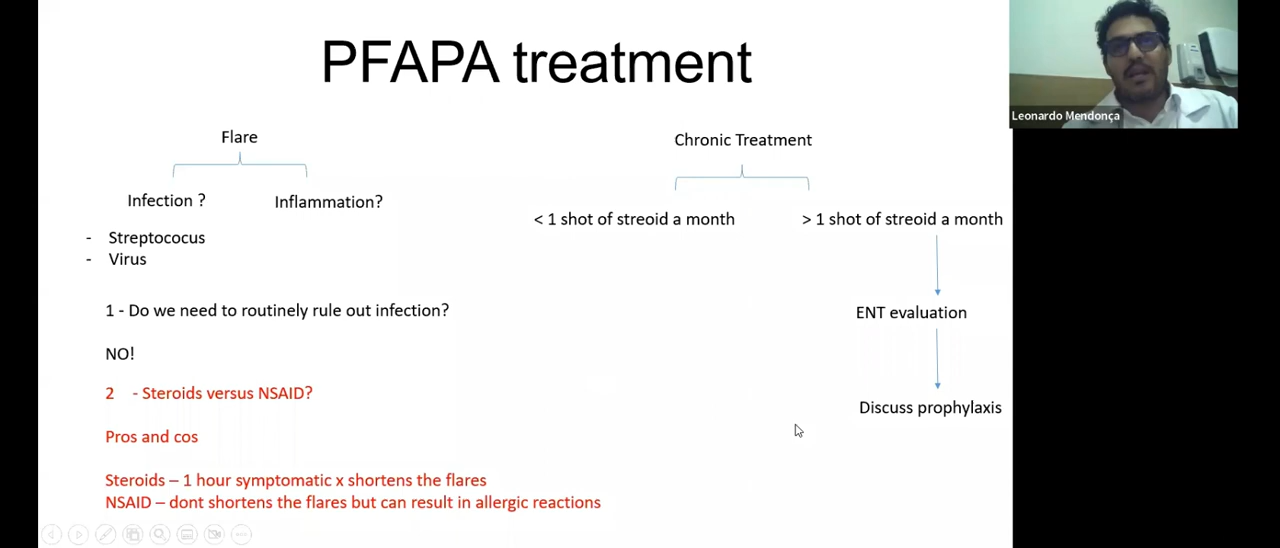 PFAPA treatment
Leonardo Mendonça
Flare
Infection ?
Inflammation?
- Streptococus
- Virus
1 - Do we need to routinely rule out infection?
NO!
2 - Steroids versus NSAID?
Pros and cos
Steroids – 1 hour symptomatic x shortens the flares
NSAID – dont shortens the flares but can result in allergic reactions
Chronic Treatment
< 1 shot of streoid a month
> 1 shot of streoid a month
ENT evaluation
Discuss prophylaxis